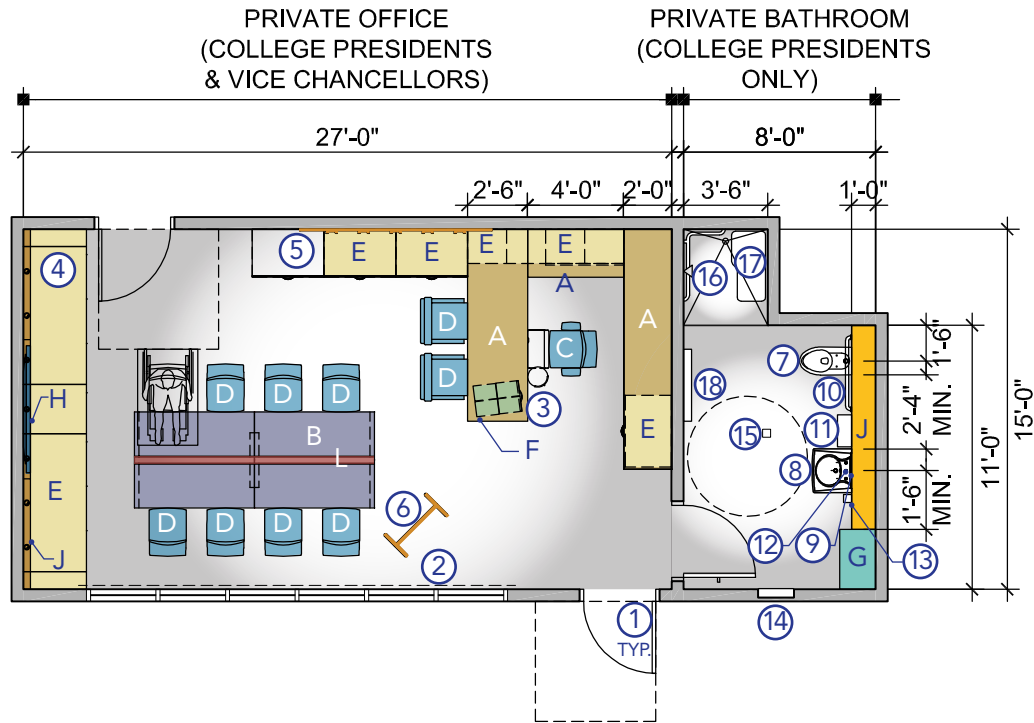 PRIVATE OFFICE
(COLLEGE PRESIDENTS
& VICE CHANCELLORS)
PRIVATE BATHROOM
(COLLEGE PRESIDENTS
ONLY)
27'-0"
8'-0"
2'-6"
4'-0"
2'-0"
3'-6"
1'-0"
4
5
E
E
E
E
A
16
17
D
A
A
C
D
7
1'-6"
10
18
H
D
D
D
3
F
E
15
11
J
2'-4"
MIN.
B
L
8
11'-0"
15'-0"
E
6
1'-6"
MIN.
J
D
D
D
12
9
13
G
2
1
TYP.
14